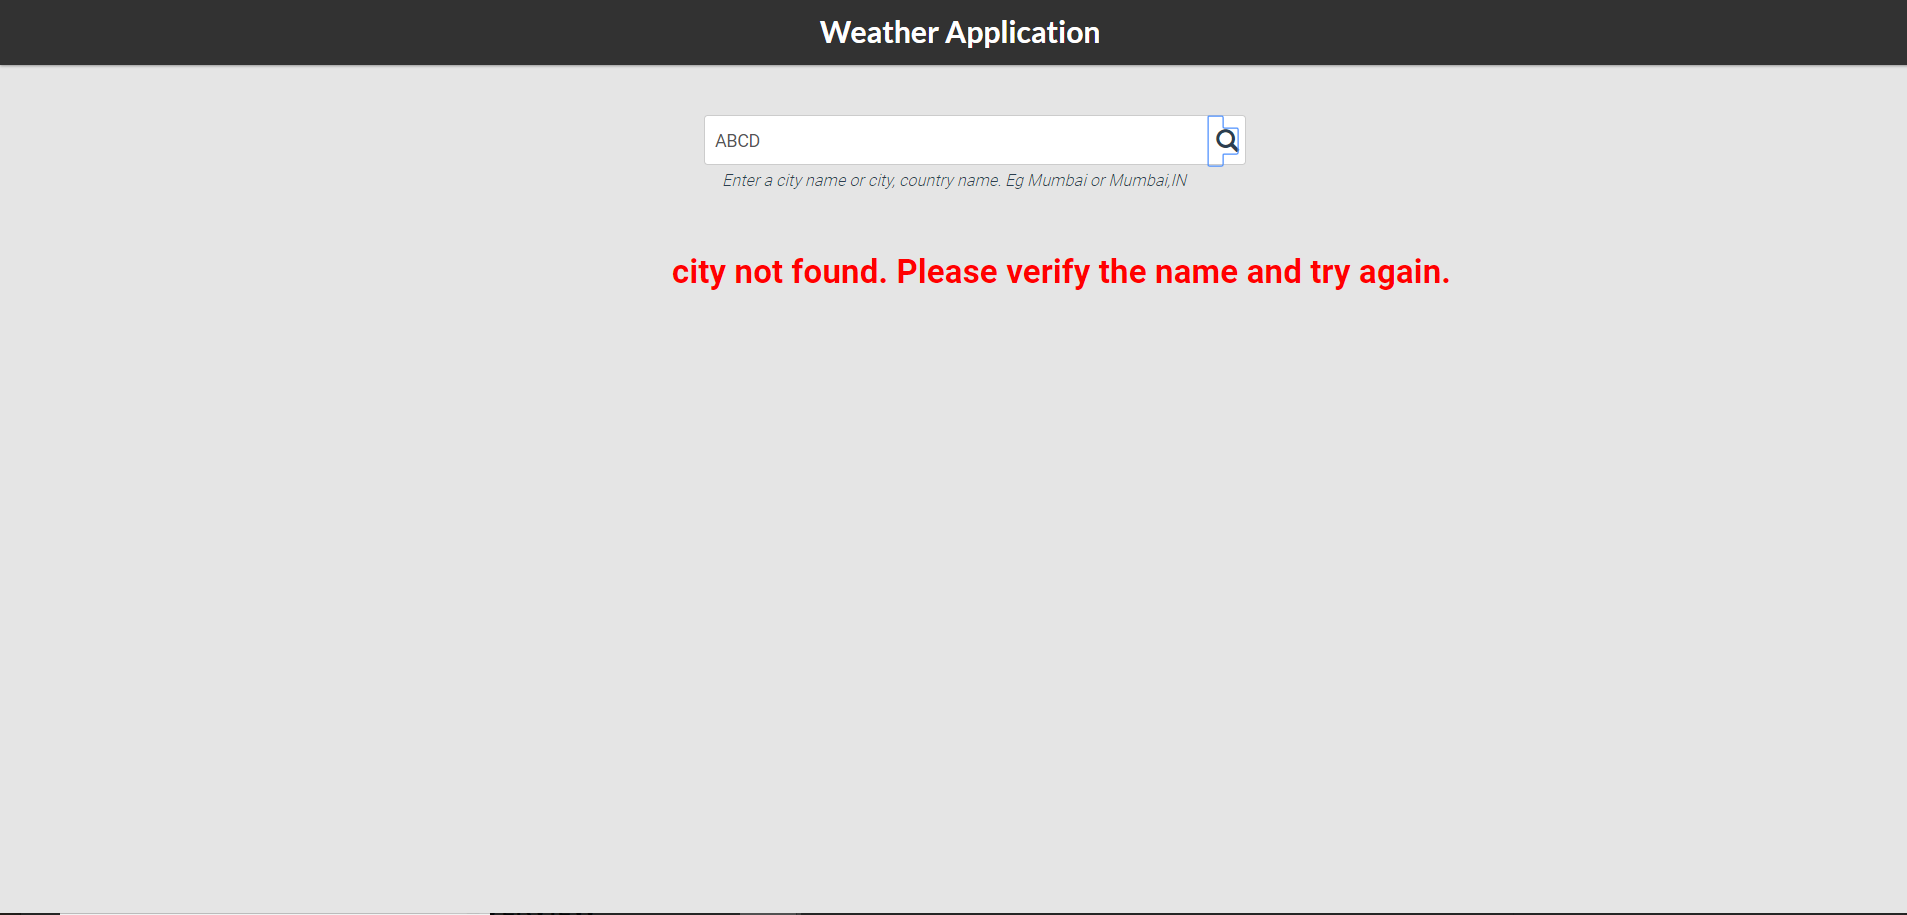 Weather Application
ABCD
Enter a city name or city, country name. Eg Mumbai or Mumbai,IN
city not found. Please verify the name and try again.